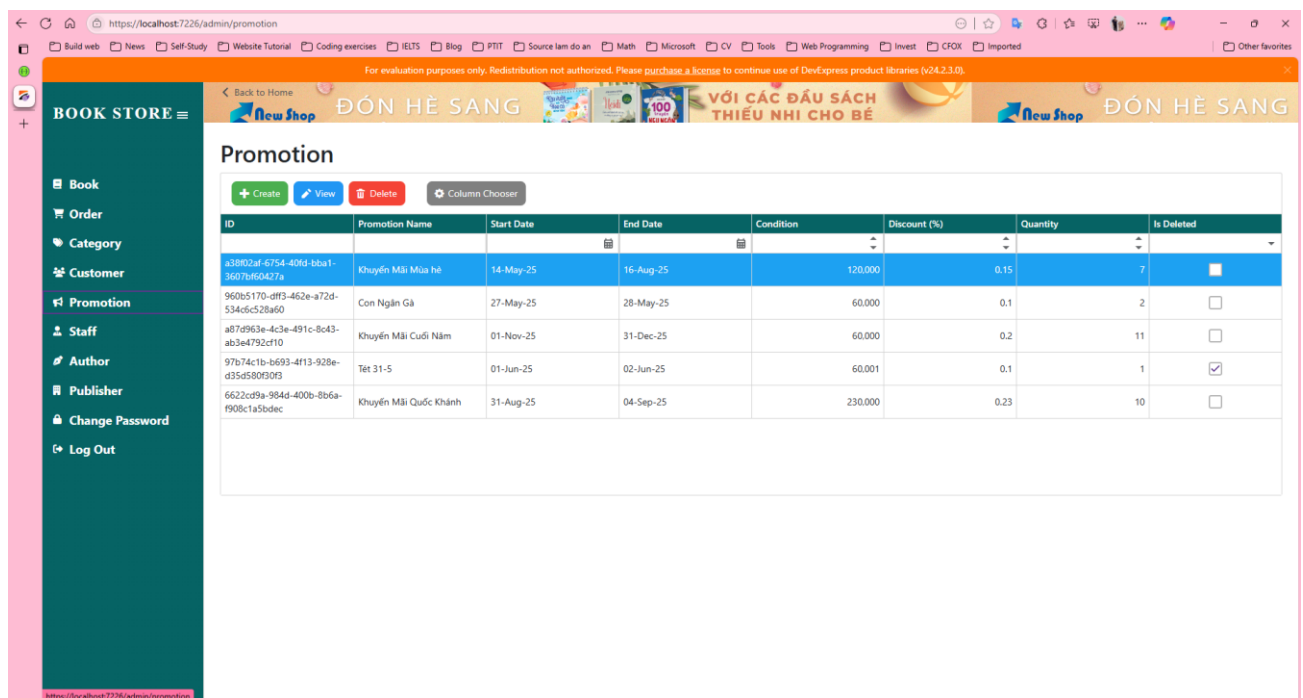 https://localhost:7226/admin/promotion
Build web News Self-Study Website Tutorial Coding exercises IELTS Blog PTIT Source lam do an Math Microsoft CV Tools Web Programming Invest CFOX Imported Other favorites
For evaluation purposes only. Redistribution not authorized. Please purchase a license to continue use of DevExpress product libraries (v24.2.3.0).
BOOK STORE
Back to Home
New Shop ĐÓN HÈ SANG 100 VỚI CÁC ĐẦU SÁCH New Shop ĐÓN HÈ SANG
THIẾU NHI CHO BÉ
Promotion
Create View Delete Column Chooser
Book
Order
Category
Customer
Promotion
Staff
Author
Publisher
Change Password
Log Out
ID Promotion Name Start Date End Date Condition Discount (%) Quantity Is Deleted
a38f02af-6754-40fd-bba1-
3607bf60427a Khuyến Mãi Mùa hè 14-May-25 16-Aug-25 120,000 0.15 7
960b5170-dff3-462e-a72d-
534c6c528a60 Con Ngân Gà 27-May-25 28-May-25 60,000 0.1 2
a87d963e-4c3e-491c-8c43-
ab3e4792cf10 Khuyến Mãi Cuối Năm 01-Nov-25 31-Dec-25 60,000 0.2 11
97b74c1b-b693-4f13-928e-
d35d580f30f3 Tét 31-5 01-Jun-25 02-Jun-25 60,001 0.1 1
6622cd9a-984d-400b-8b6a-
f908c1a5bdec Khuyến Mãi Quốc Khánh 31-Aug-25 04-Sep-25 230,000 0.23 10
https://localhost:7226/admin/promotion